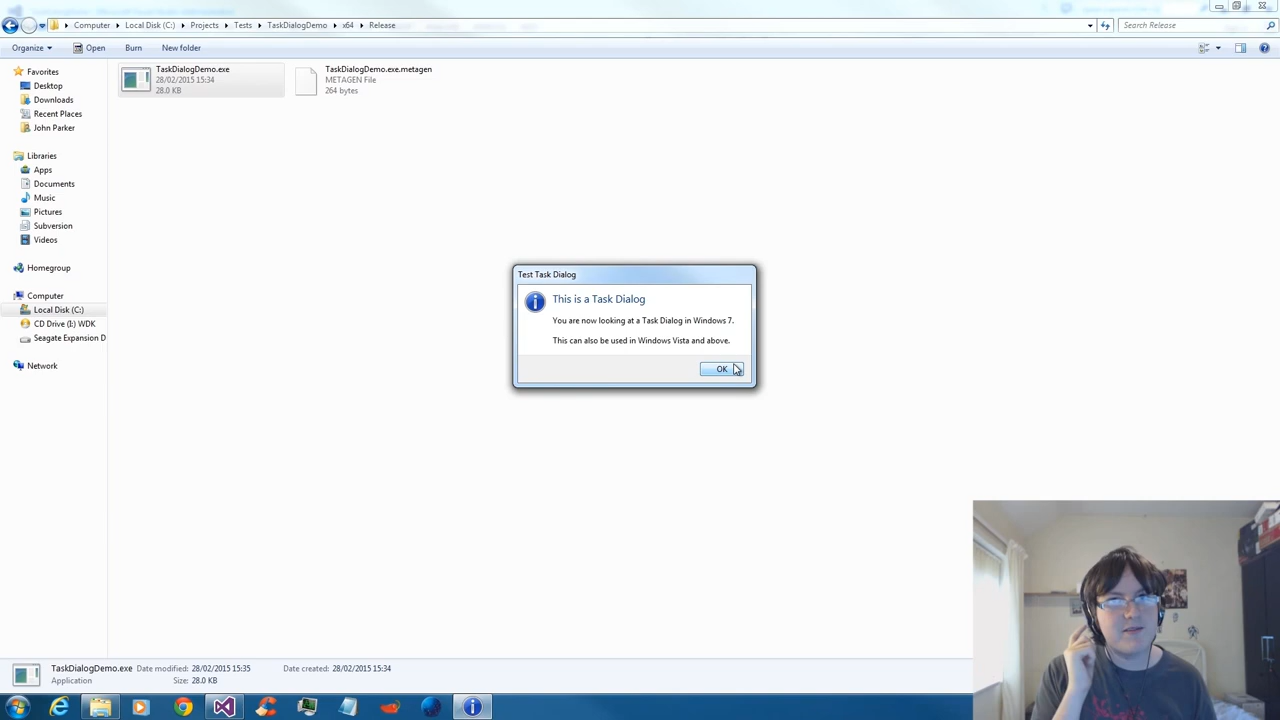 Computer Local Disk (C:) Projects Tests TaskDialogDemo x64 Release
Search Release
Organize Open Burn New folder
Favorites
Desktop
Downloads
Recent Places
John Parker
Libraries
Apps
Documents
Music
Pictures
Subversion
Videos
Homegroup
Computer
Local Disk (C:)
CD Drive (I:) WDK
Seagate Expansion D
Network
TaskDialogDemo.exe
28/02/2015 15:34
28.0 KB
TaskDialogDemo.exe.metagen
METAGEN File
264 bytes
Test Task Dialog
This is a Task Dialog
You are now looking at a Task Dialog in Windows 7.
This can also be used in Windows Vista and above.
OK
TaskDialogDemo.exe Date modified: 28/02/2015 15:35 Date created: 28/02/2015 15:34
Application Size: 28.0 KB